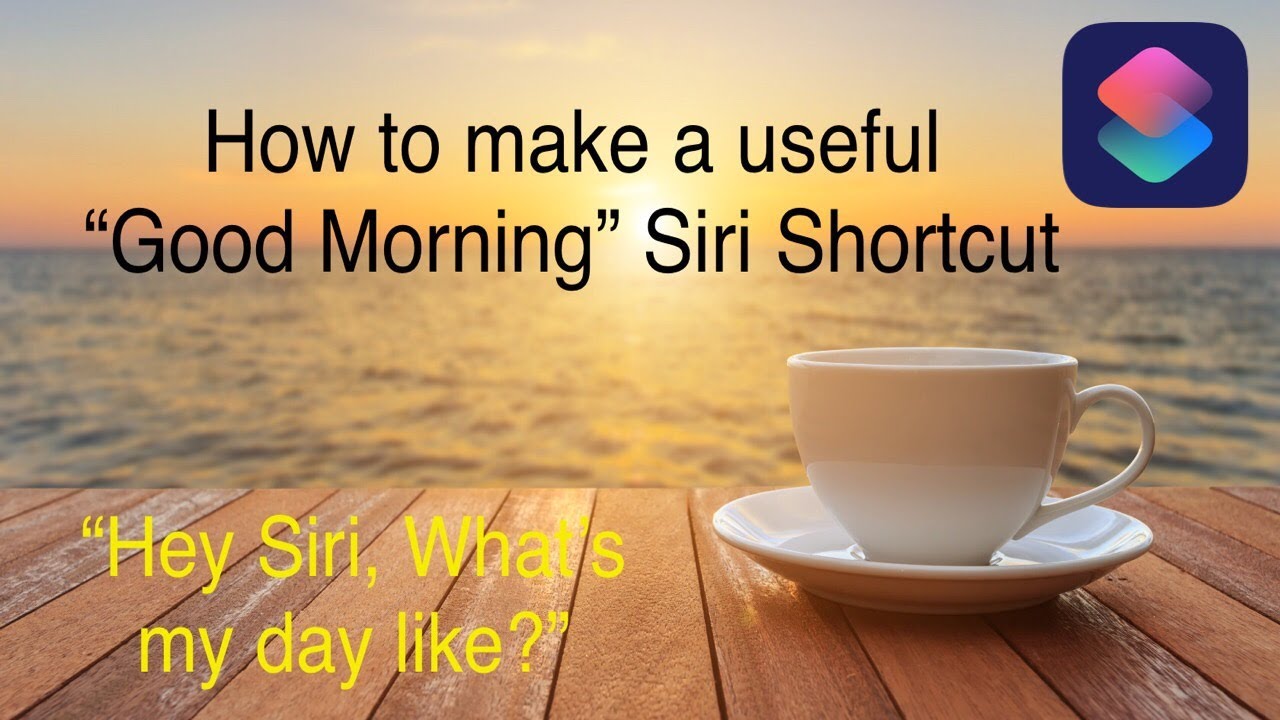 How to make a useful
“Good Morning” Siri Shortcut
“Hey Siri, What’s
my day like?”